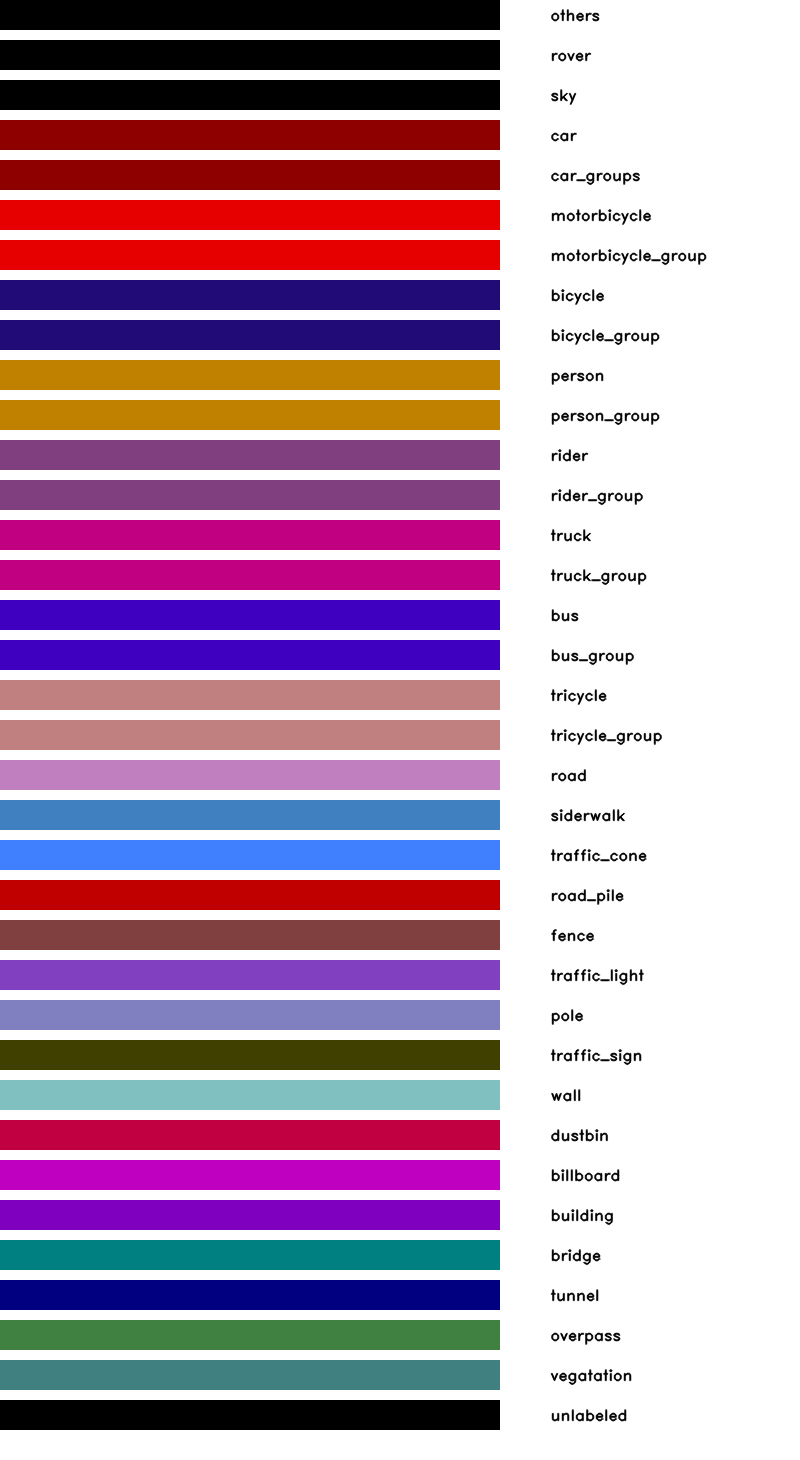 others
rover
sky
car
car_groups
motorbicycle
motorbicycle_group
bicycle
bicycle_group
person
person_group
rider
rider_group
truck
truck_group
bus
bus_group
tricycle
tricycle_group
road
siderwalk
traffic_cone
road_pile
fence
traffic_light
pole
traffic_sign
wall
dustbin
billboard
building
bridge
tunnel
overpass
vegatation
unlabeled